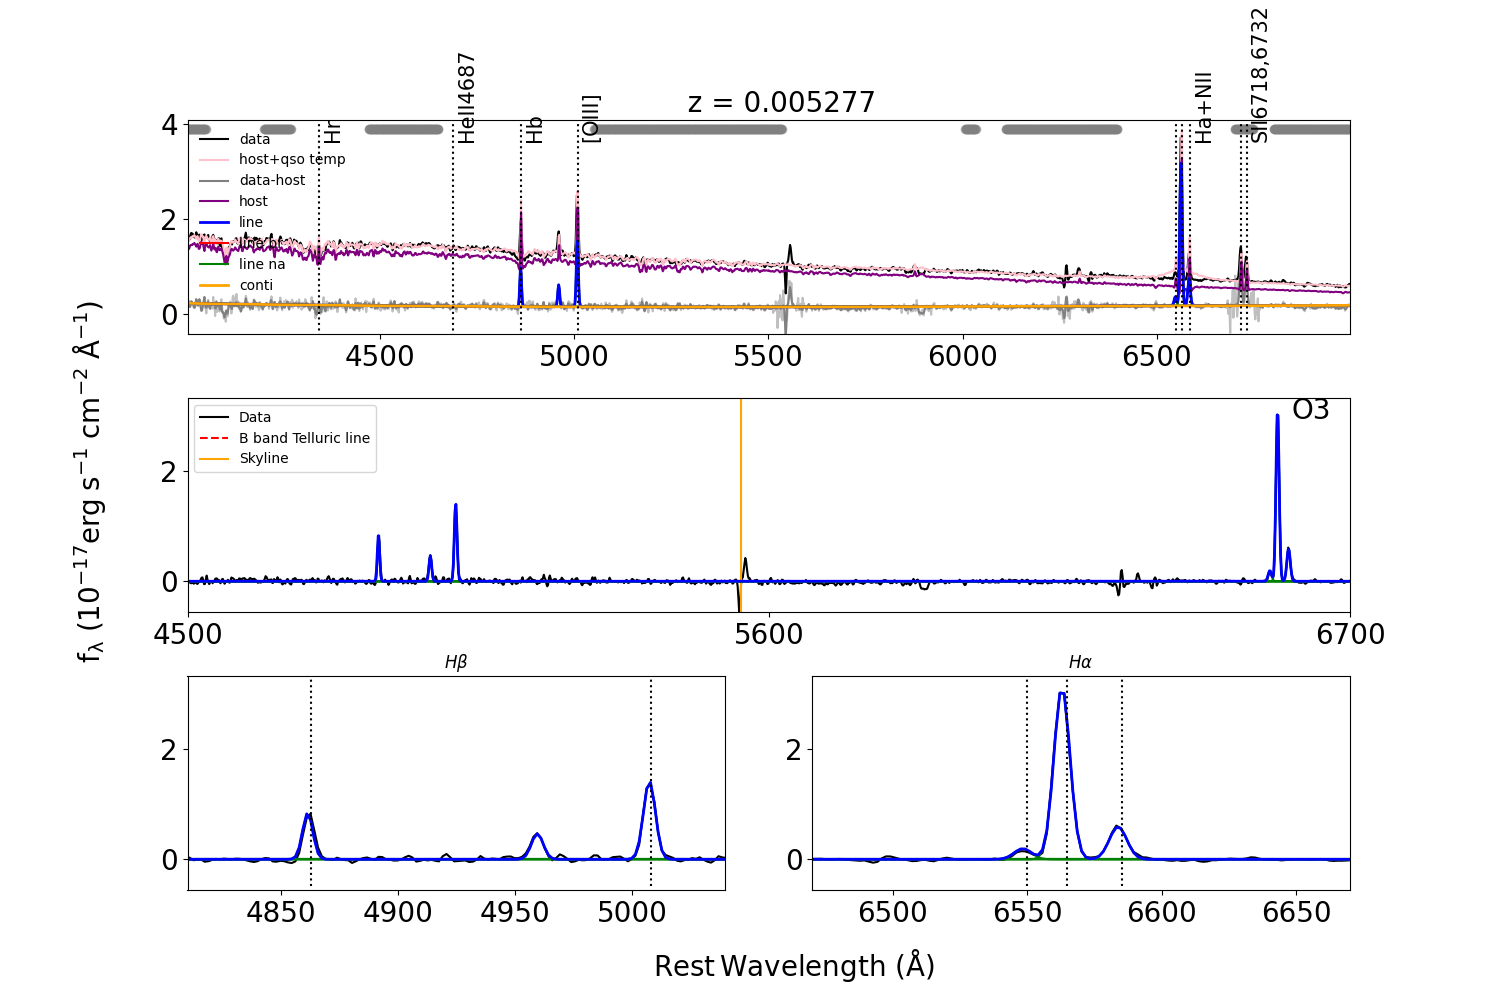 z = 0.005277
Hr
HeII4687
Hb
[OIII]
Ha+NII
SII6718,6732
4
2
0
data
host+qso temp
data-host
host
line
line br
line na
conti
4500 5000 5500 6000 6500
fλ (10⁻¹⁷erg s⁻¹ cm⁻² Å⁻¹)
2
0
Data
B band Telluric line
Skyline
O3
4500 5600 6700
Hβ
2
0
4850 4900 4950 5000
Hα
2
0
6500 6550 6600 6650
Rest Wavelength (Å)